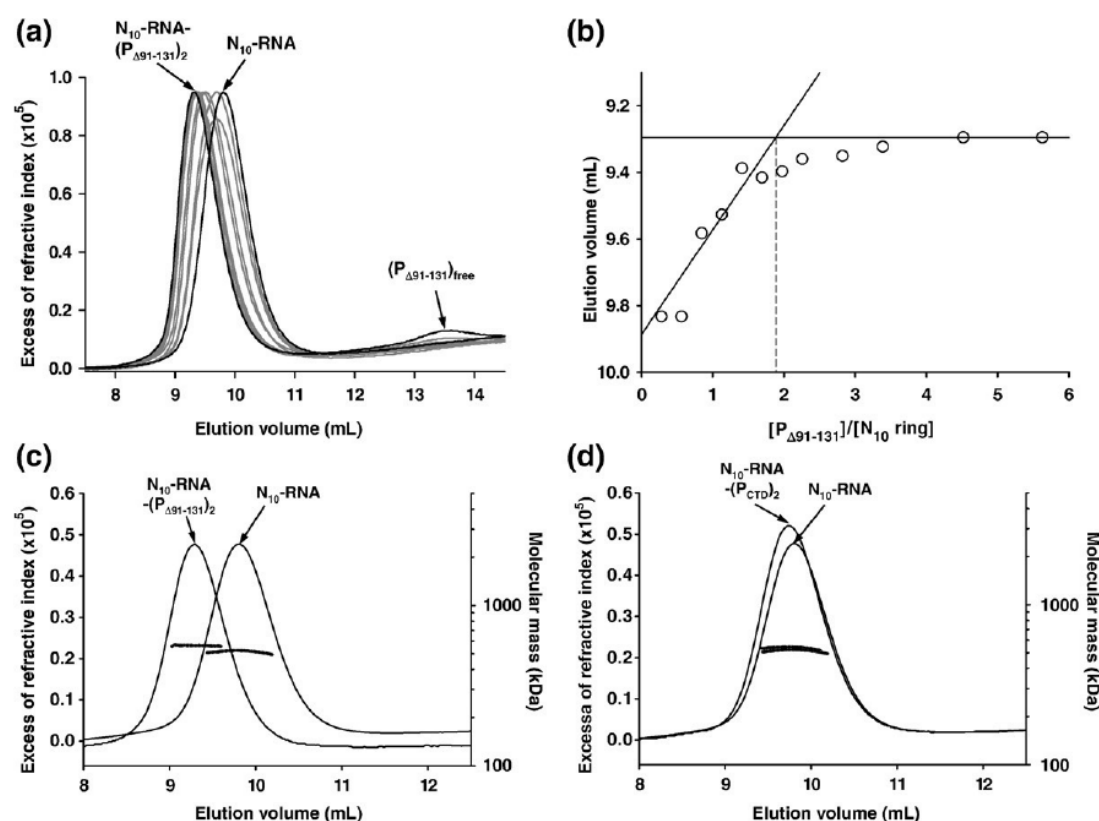 (a)
N10-RNA-
(PΔ91-131)2
N10-RNA
(PΔ91-131)free
Excess of refractive index (x10^5)
1.0
0.8
0.6
0.4
0.2
0.0
8 9 10 11 12 13 14
Elution volume (mL)
(b)
Elution volume (mL)
9.2
9.4
9.6
9.8
10.0
0 1 2 3 4 5 6
[PΔ91-131]/[N10 ring]
(c)
N10-RNA
-(PΔ91-131)2
N10-RNA
Excess of refractive index (x10^5)
0.6
0.5
0.4
0.3
0.2
0.1
0.0
1000
100
Molecular mass (kDa)
8 9 10 11 12
Elution volume (mL)
(d)
N10-RNA
-(PCTD)2
N10-RNA
Excessa of refractive index (x10^5)
0.6
0.5
0.4
0.3
0.2
0.1
0.0
1000
100
Molecular mass (kDa)
8 9 10 11 12
Elution volume (mL)